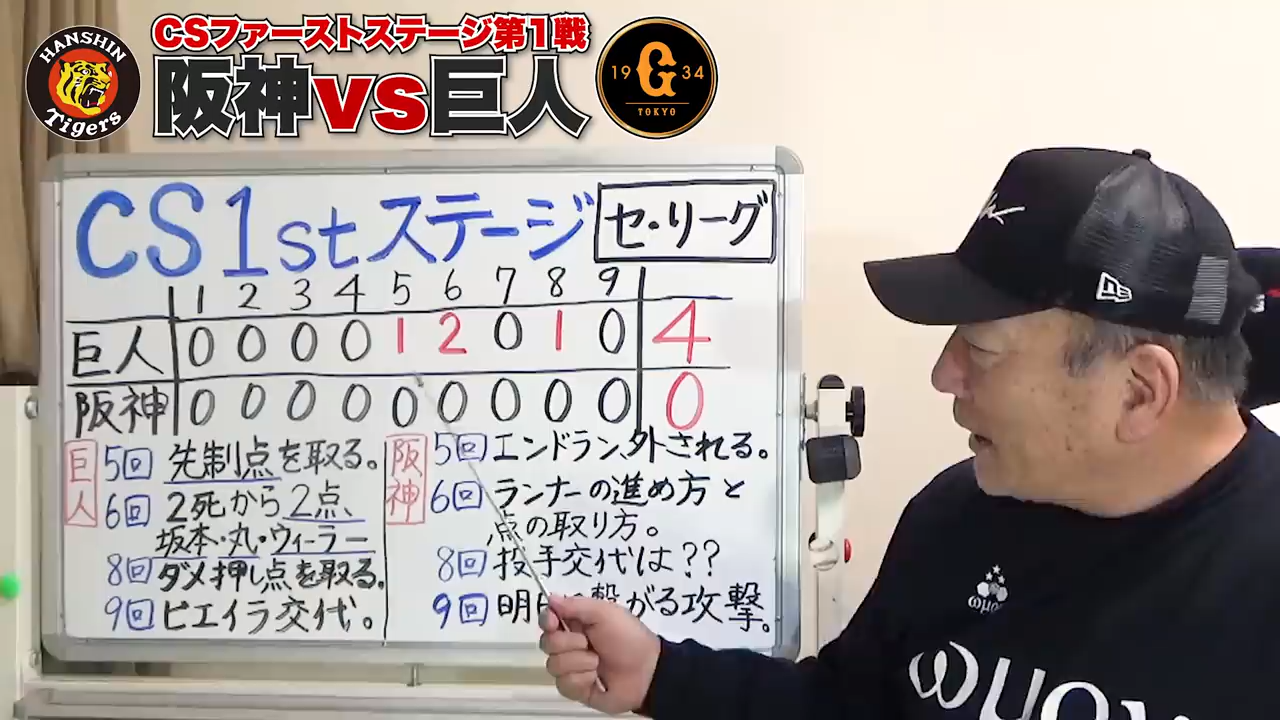 HANSHIN
Tigers
CSファーストステージ第1戦
阪神vs巨人
19 G 34
TOKYO
CS1stステージ セ・リーグ
1 2 3 4 5 6 7 8 9
巨人 0 0 0 0 1 2 0 1 0 4
阪神 0 0 0 0 0 0 0 0 0 0
巨人
5回 先制点を取る。
6回 2死から2点、
坂本・丸・ウィーラー
8回 ダメ押し点を取る。
9回 ビエイラ交代。
阪神
5回 エンドラン外される。
6回 ランナーの進め方と
点の取り方。
8回 投手交代は??
9回 明日に繋がる攻撃。
ωμ
ωμ